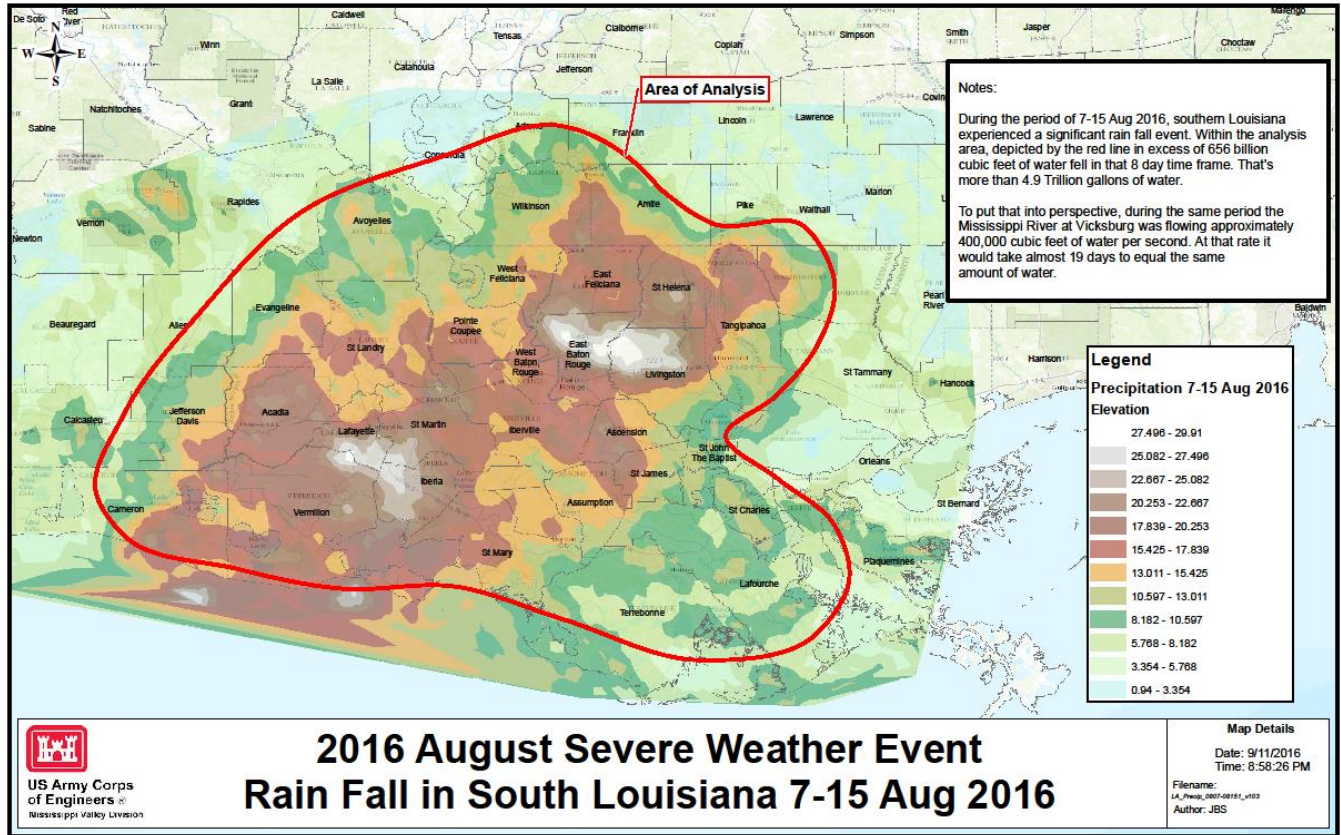 De Soto
Red
River
Caldwell
Tensas
Claiborne
Simpson
Smith
Jasper
Marengo
N
W E
S
Winn
Copiah
Choctaw
Catahoula
Jefferson
La Salle
Natchitoches
Grant
Sabine
Area of Analysis
Lincoln
Lawrence
Covin
Adams
Franklin
Concordia
Rapides
Vernon
Avoyelles
Wilkinson
Amite
Pike
Walthall
Marion
Newton
West
Feliciana
East
Feliciana
St Helena
Evangeline
Pearl
River
Beauregard
Allen
Pointe
Coupee
Tangipahoa
St Landry
West
Baton
Rouge
East
Baton
Rouge
Livingston
St Tammany
Harrison
Hancock
Baldwin
Calcasieu
Jefferson
Davis
Acadia
Lafayette
St Martin
Iberville
Ascension
St John
The Baptist
Orleans
Iberia
St James
Cameron
Vermilion
Assumption
St Charles
St Bernard
St Mary
Plaquemines
Lafourche
Terrebonne
Notes:
During the period of 7-15 Aug 2016, southern Louisiana
experienced a significant rain fall event. Within the analysis
area, depicted by the red line in excess of 656 billion
cubic feet of water fell in that 8 day time frame. That's
more than 4.9 Trillion gallons of water.
To put that into perspective, during the same period the
Mississippi River at Vicksburg was flowing approximately
400,000 cubic feet of water per second. At that rate it
would take almost 19 days to equal the same
amount of water.
Legend
Precipitation 7-15 Aug 2016
Elevation
27.496 - 29.91
25.082 - 27.496
22.667 - 25.082
20.253 - 22.667
17.839 - 20.253
15.425 - 17.839
13.011 - 15.425
10.597 - 13.011
8.182 - 10.597
5.768 - 8.182
3.354 - 5.768
0.94 - 3.354
US Army Corps
of Engineers ®
Mississippi Valley Division
2016 August Severe Weather Event
Rain Fall in South Louisiana 7-15 Aug 2016
Map Details
Date: 9/11/2016
Time: 8:58:26 PM
Filename:
LA_Precip_0807-08151_v103
Author: JBS